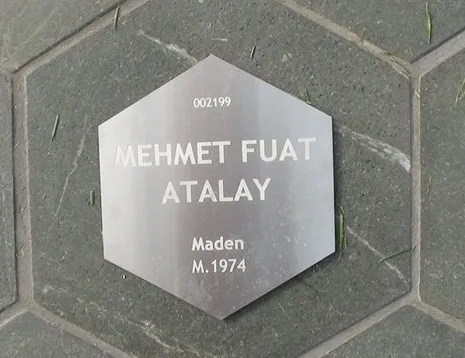 002199
MEHMET FUAT
ATALAY
Maden
M.1974